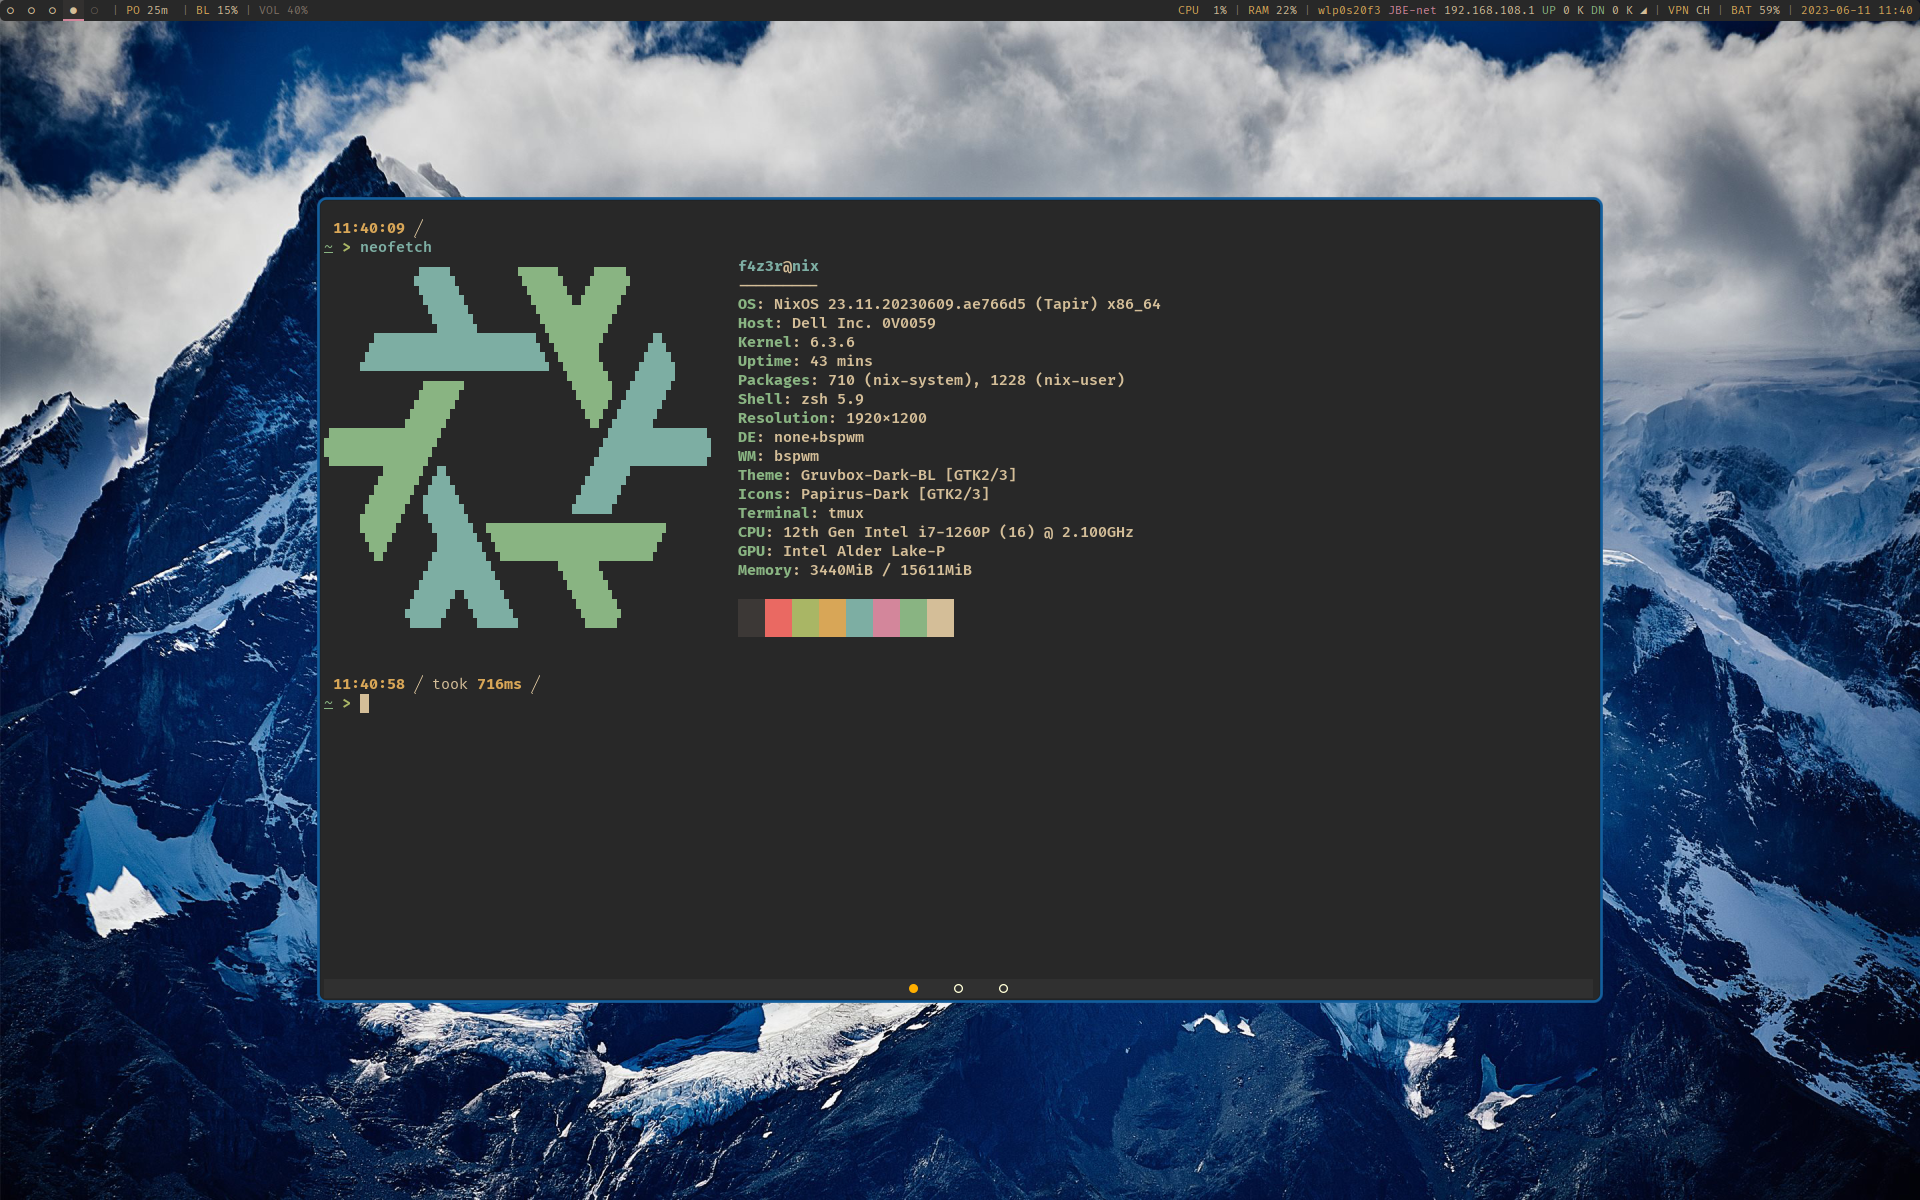 PO 25m | BL 15% | VOL 40%
CPU 1% | RAM 22% | wlp0s20f3 JBE-net 192.168.108.1 UP 0 K DN 0 K | VPN CH | BAT 59% | 2023-06-11 11:40
11:40:09 /
~ > neofetch
f4z3r@nix
---------
OS: NixOS 23.11.20230609.ae766d5 (Tapir) x86_64
Host: Dell Inc. 0V0059
Kernel: 6.3.6
Uptime: 43 mins
Packages: 710 (nix-system), 1228 (nix-user)
Shell: zsh 5.9
Resolution: 1920×1200
DE: none+bspwm
WM: bspwm
Theme: Gruvbox-Dark-BL [GTK2/3]
Icons: Papirus-Dark [GTK2/3]
Terminal: tmux
CPU: 12th Gen Intel i7-1260P (16) @ 2.100GHz
GPU: Intel Alder Lake-P
Memory: 3440MiB / 15611MiB
11:40:58 / took 716ms /
~ >